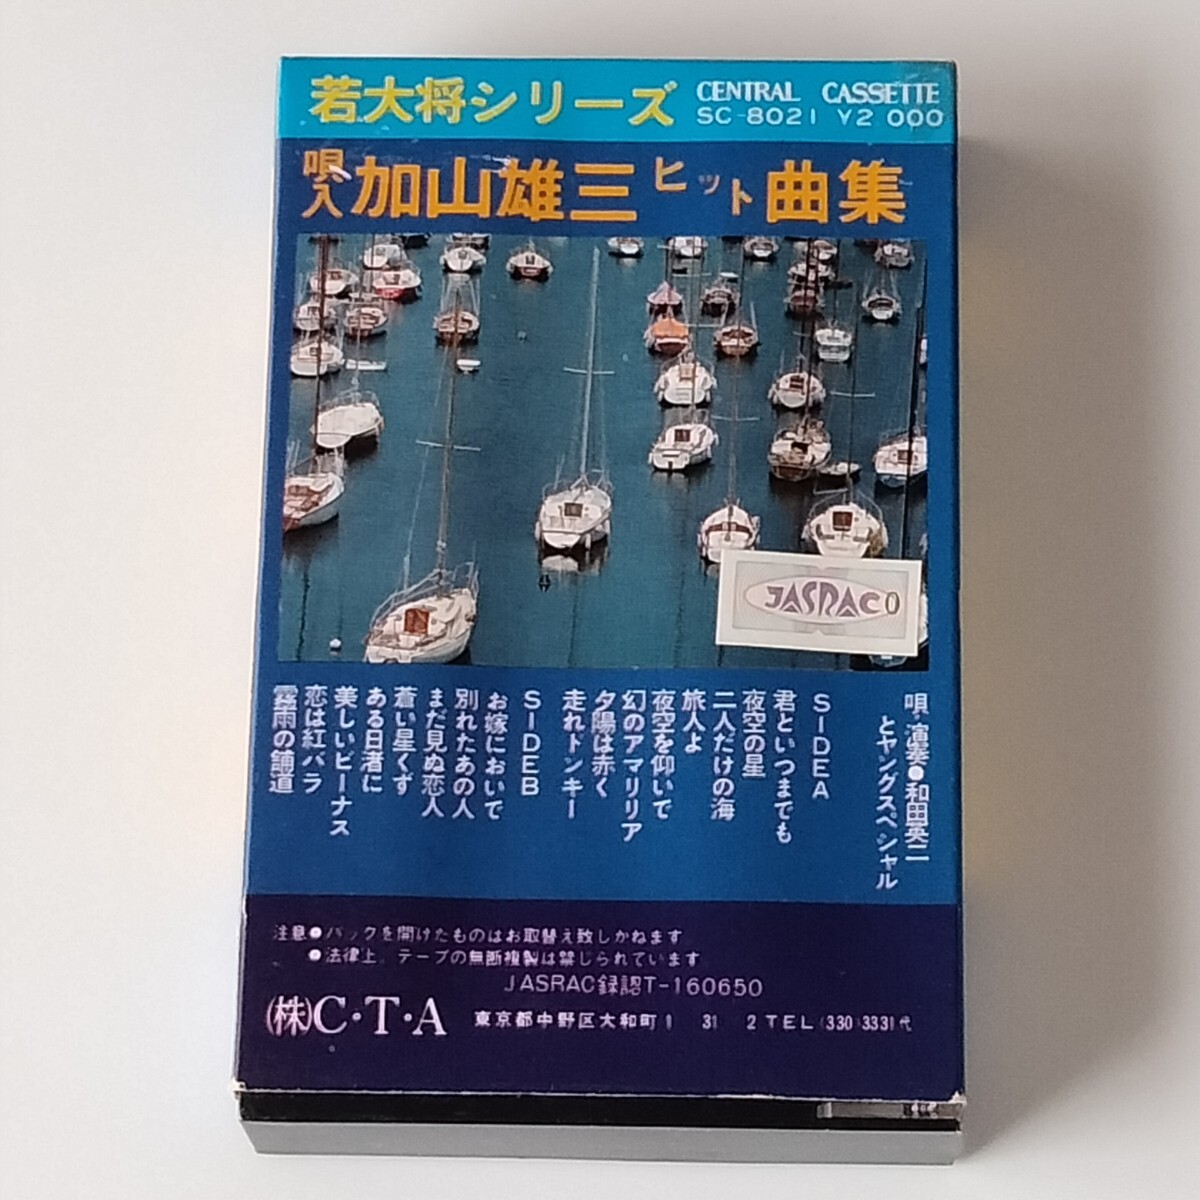 若大将シリーズ
CENTRAL CASSETTE
SC-8021 Y2 000
唄入 加山雄三ヒット曲集
JASRAC 0
唄・演奏●和田英二
とヤングスペシャル
SIDEA
君といつまでも
夜空の星
二人だけの海
旅人よ
夜空を仰いで
幻のアマリリア
夕陽は赤く
走れドンキー
SIDEB
お嫁においで
別れたあの人
まだ見ぬ恋人
蒼い星くず
ある日渚に
美しいビーナス
恋は紅バラ
霧雨の舗道
注意●パックを開けたものはお取替え致しかねます
●法律上、テープの無断複製は禁じられています
JASRAC録認T-160650
(株)C・T・A
東京都中野区大和町1 31 2 TEL (330)3331代